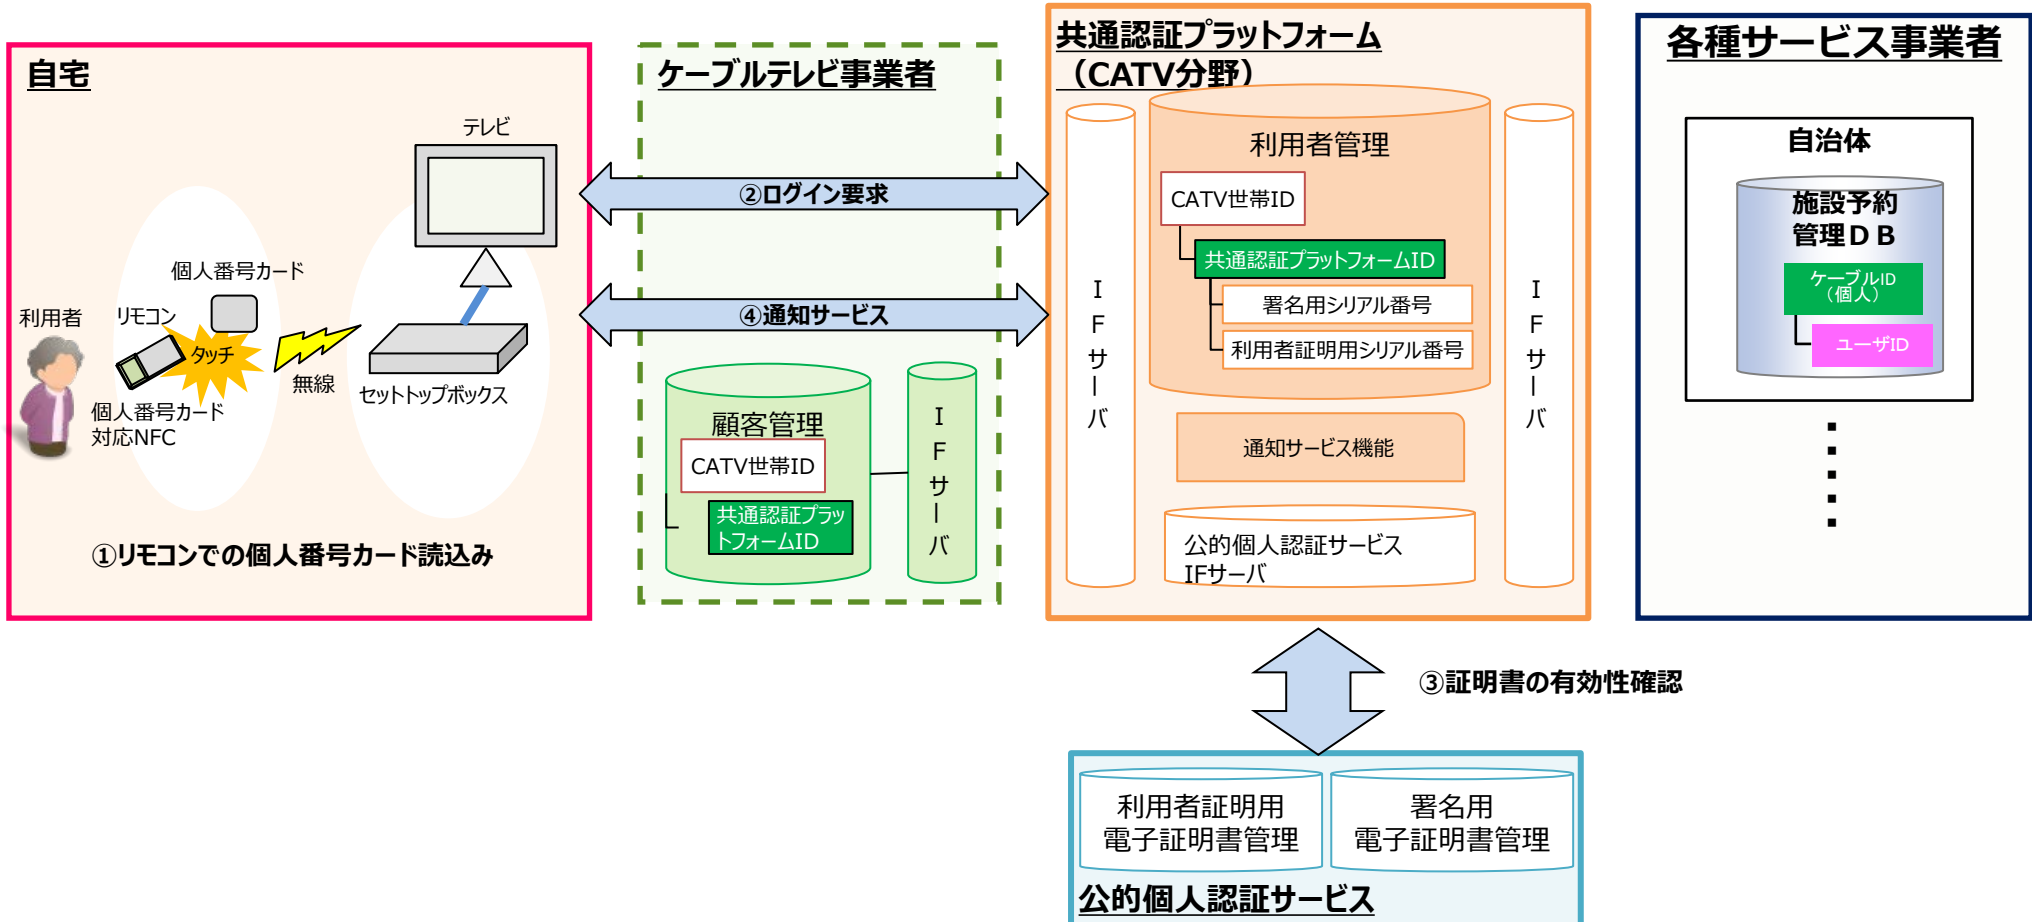 自宅
テレビ
個人番号カード
利用者
リモコン
タッチ
無線
セットトップボックス
個人番号カード
対応NFC
①リモコンでの個人番号カード読込み
ケーブルテレビ事業者
②ログイン要求
④通知サービス
顧客管理
CATV世帯ID
共通認証プラッ
トフォームID
IFサーバ
共通認証プラットフォーム
（CATV分野）
IFサーバ
利用者管理
CATV世帯ID
共通認証プラットフォームID
署名用シリアル番号
利用者証明用シリアル番号
通知サービス機能
公的個人認証サービス
IFサーバ
IFサーバ
各種サービス事業者
自治体
施設予約
管理ＤＢ
ケーブルID
（個人）
ユーザID
③証明書の有効性確認
利用者証明用
電子証明書管理
署名用
電子証明書管理
公的個人認証サービス